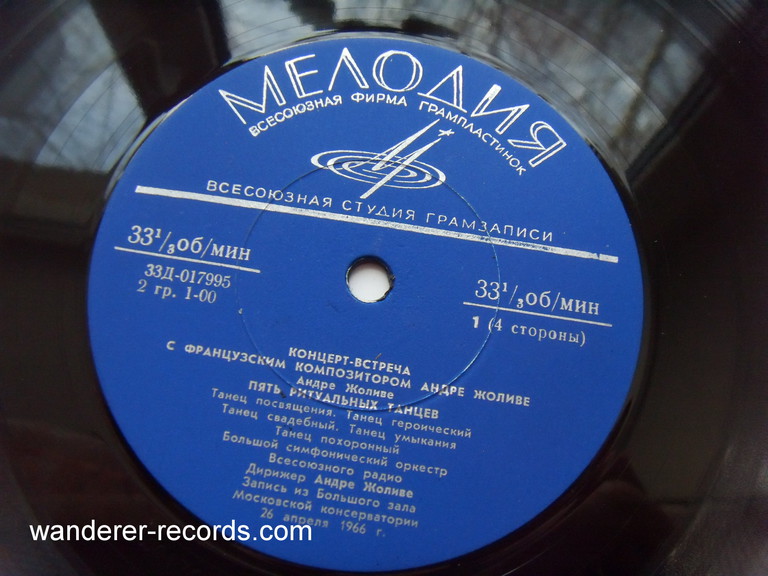 МЕЛОДИЯ
ВСЕСОЮЗНАЯ ФИРМА ГРАМПЛАСТИНОК
ВСЕСОЮЗНАЯ СТУДИЯ ГРАМЗАПИСИ
33¹/₃об/мин
33Д-017995
2 гр. 1-00
33¹/₃об/мин
1 (4 стороны)
КОНЦЕРТ-ВСТРЕЧА
С ФРАНЦУЗСКИМ КОМПОЗИТОРОМ АНДРЕ ЖОЛИВЕ
Андре Жоливе
ПЯТЬ РИТУАЛЬНЫХ ТАНЦЕВ
Танец посвящения. Танец героический
Танец свадебный. Танец умыкания
Танец похоронный
Большой симфонический оркестр
Всесоюзного радио
Дирижер Андре Жоливе
Запись из Большого зала
Московской консерватории
26 апреля 1966 г.
wanderer-records.com